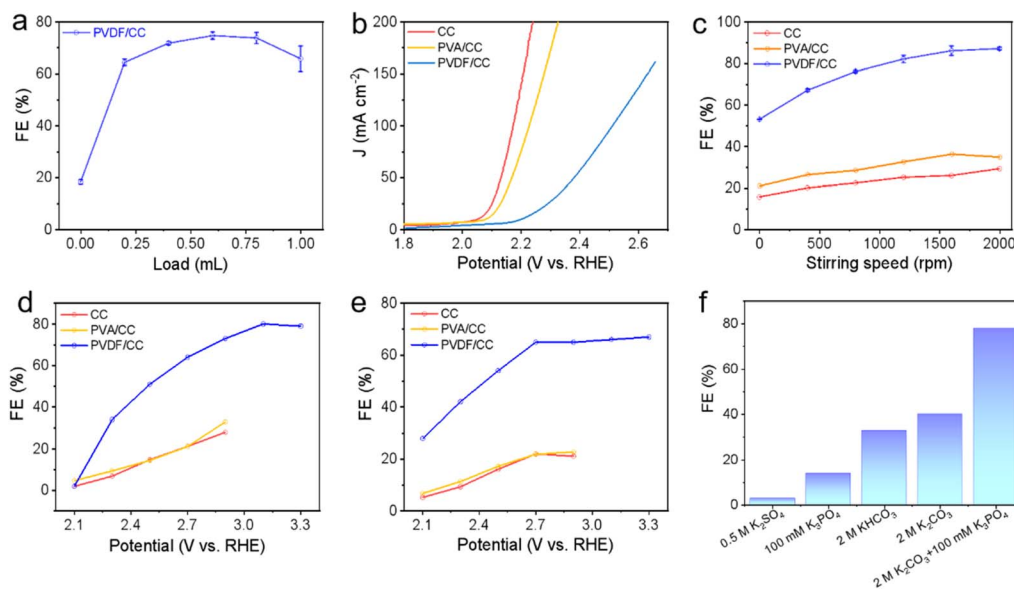 a
PVDF/CC
FE (%)
80
60
40
20
0
0.00 0.25 0.50 0.75 1.00
Load (mL)
b
CC
PVA/CC
PVDF/CC
J (mA cm-2)
200
150
100
50
0
1.8 2.0 2.2 2.4 2.6
Potential (V vs. RHE)
c
CC
PVA/CC
PVDF/CC
FE (%)
100
80
60
40
20
0
0 500 1000 1500 2000
Stirring speed (rpm)
d
CC
PVA/CC
PVDF/CC
FE (%)
80
60
40
20
0
2.1 2.4 2.7 3.0 3.3
Potential (V vs. RHE)
e
CC
PVA/CC
PVDF/CC
FE (%)
80
60
40
20
0
2.1 2.4 2.7 3.0 3.3
Potential (V vs. RHE)
f
FE (%)
80
60
40
20
0
0.5 M K2SO4
100 mM K3PO4
2 M KHCO3
2 M K2CO3
2 M K2CO3+100 mM K3PO4